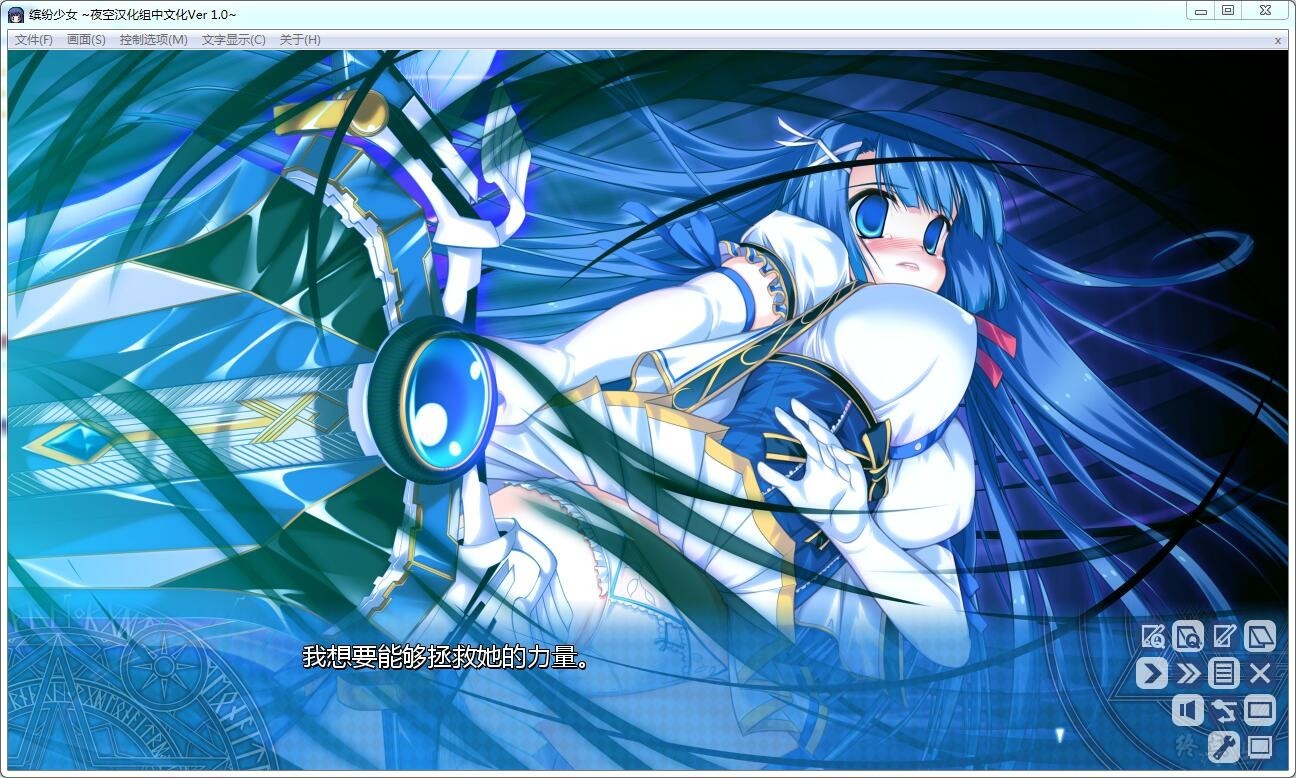 缤纷少女 ~夜空汉化组中文化Ver 1.0~
文件(F) 画面(S) 控制选项(M) 文字显示(C) 关于(H) x
我想要能够拯救她的力量。
终